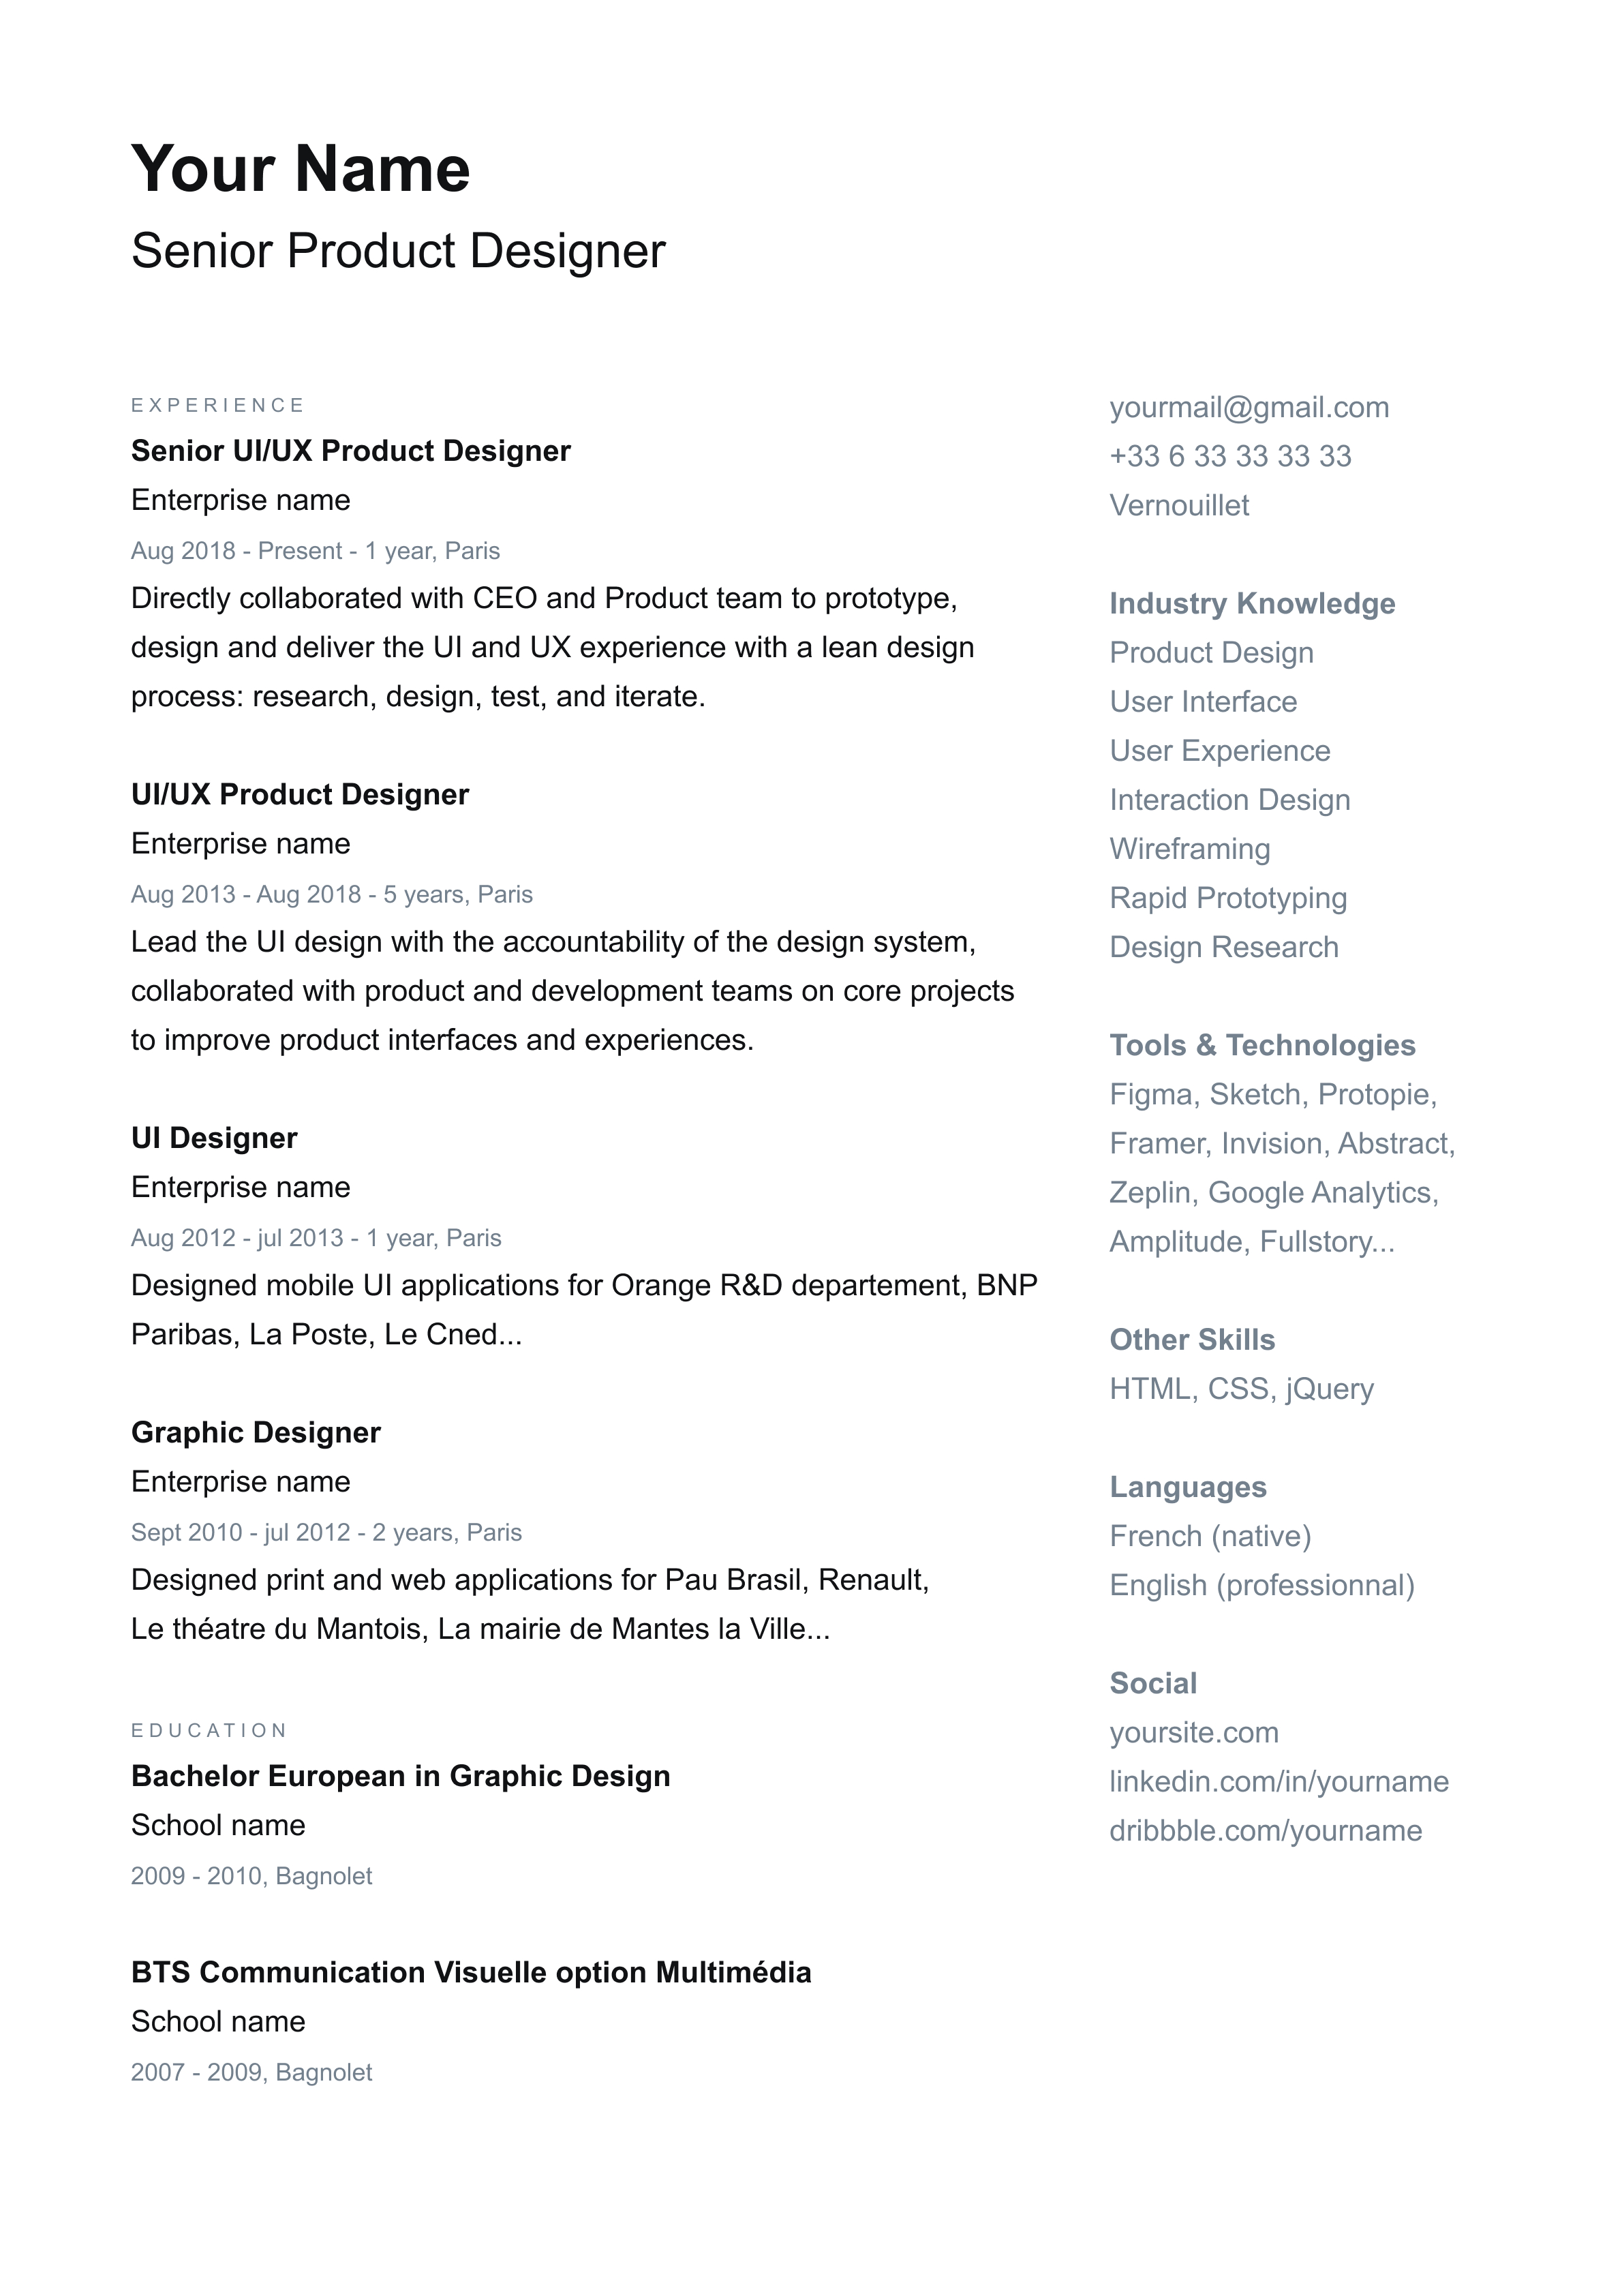 Your Name
Senior Product Designer
EXPERIENCE
Senior UI/UX Product Designer
Enterprise name
Aug 2018 - Present - 1 year, Paris
Directly collaborated with CEO and Product team to prototype,
design and deliver the UI and UX experience with a lean design
process: research, design, test, and iterate.
UI/UX Product Designer
Enterprise name
Aug 2013 - Aug 2018 - 5 years, Paris
Lead the UI design with the accountability of the design system,
collaborated with product and development teams on core projects
to improve product interfaces and experiences.
UI Designer
Enterprise name
Aug 2012 - jul 2013 - 1 year, Paris
Designed mobile UI applications for Orange R&D departement, BNP
Paribas, La Poste, Le Cned...
Graphic Designer
Enterprise name
Sept 2010 - jul 2012 - 2 years, Paris
Designed print and web applications for Pau Brasil, Renault,
Le théatre du Mantois, La mairie de Mantes la Ville...
EDUCATION
Bachelor European in Graphic Design
School name
2009 - 2010, Bagnolet
BTS Communication Visuelle option Multimédia
School name
2007 - 2009, Bagnolet
yourmail@gmail.com
+33 6 33 33 33 33
Vernouillet
Industry Knowledge
Product Design
User Interface
User Experience
Interaction Design
Wireframing
Rapid Prototyping
Design Research
Tools & Technologies
Figma, Sketch, Protopie,
Framer, Invision, Abstract,
Zeplin, Google Analytics,
Amplitude, Fullstory...
Other Skills
HTML, CSS, jQuery
Languages
French (native)
English (professionnal)
Social
yoursite.com
linkedin.com/in/yourname
dribbble.com/yourname